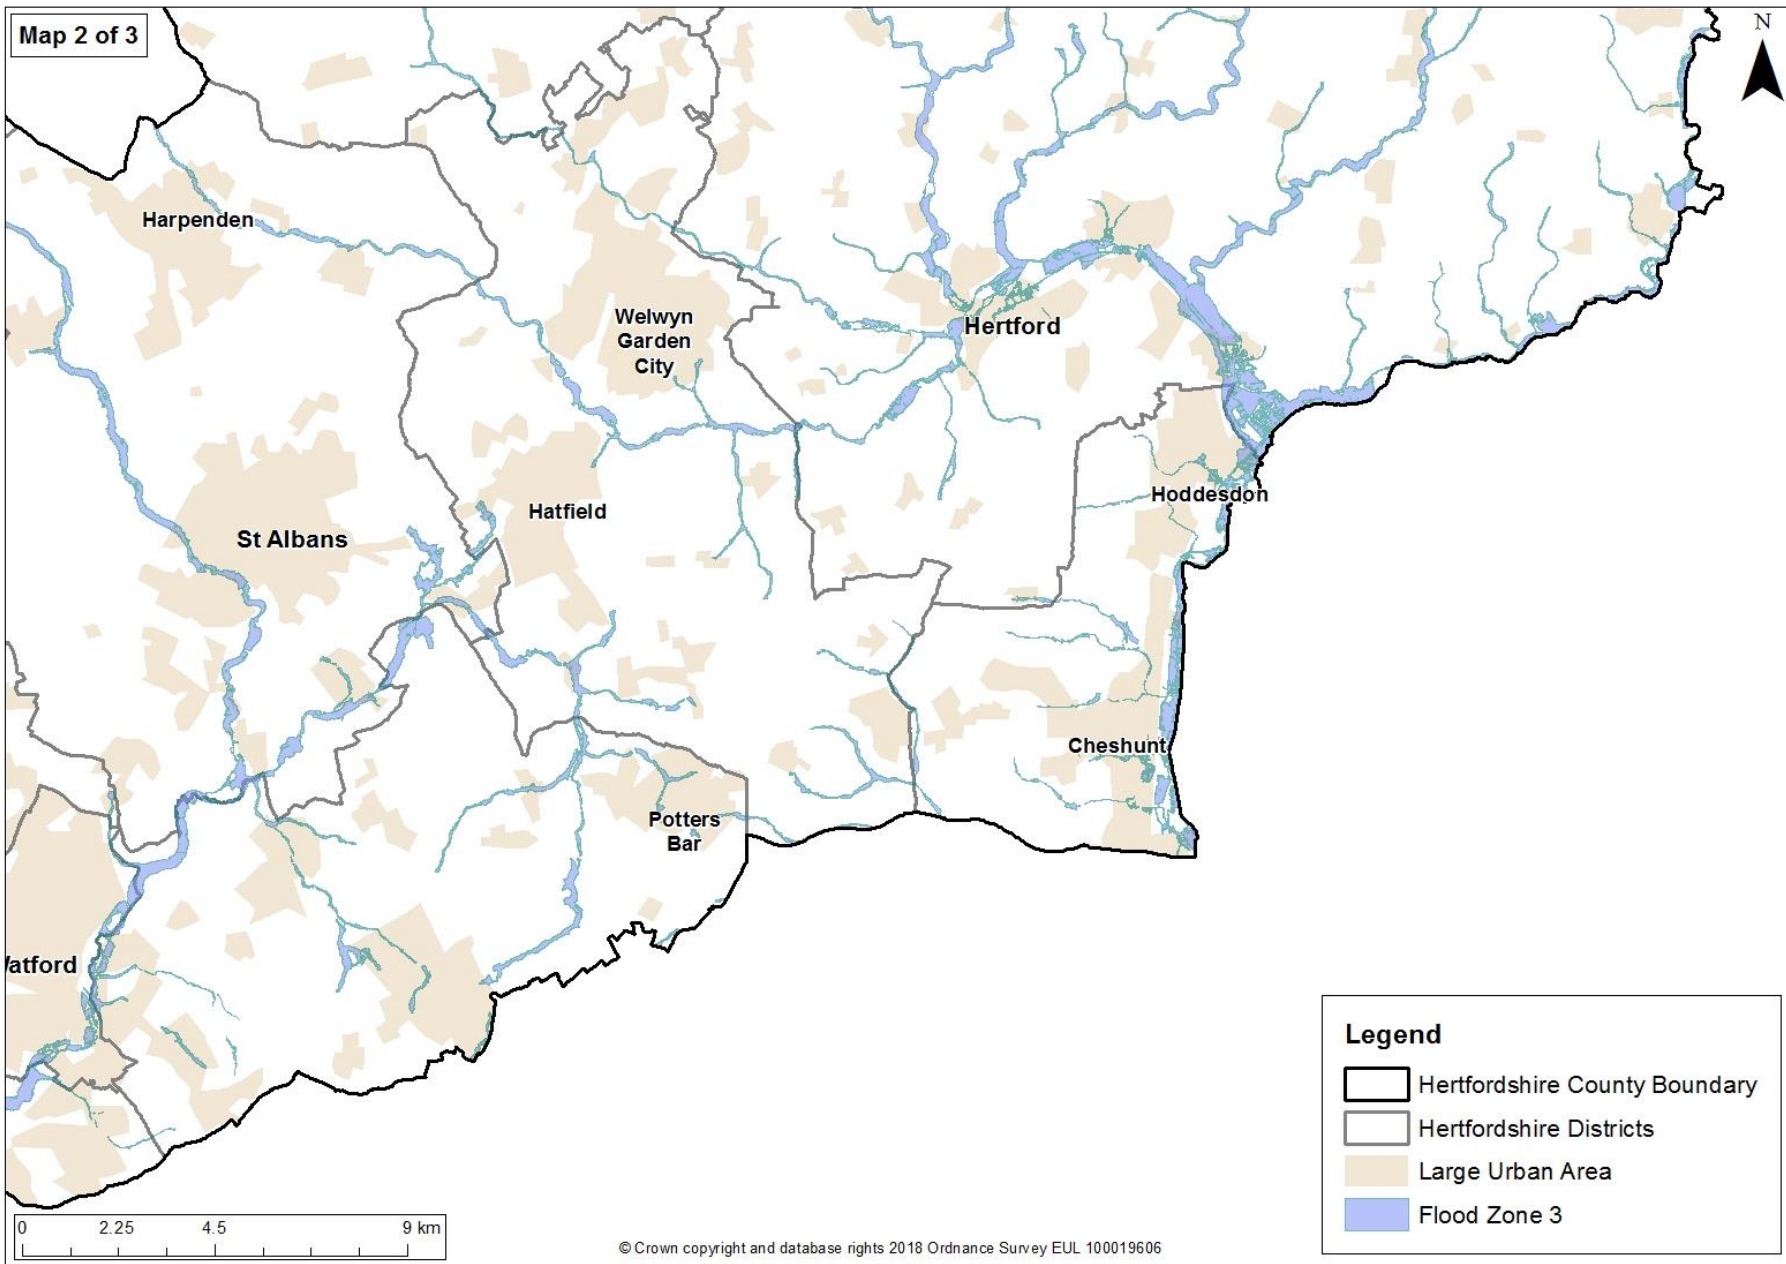 Map 2 of 3
N
Harpenden
Welwyn
Garden
City
Hertford
Hatfield
Hoddesdon
St Albans
Cheshunt
Potters
Bar
Watford
Legend
Hertfordshire County Boundary
Hertfordshire Districts
Large Urban Area
Flood Zone 3
0 2.25 4.5 9 km
© Crown copyright and database rights 2018 Ordnance Survey EUL 100019606